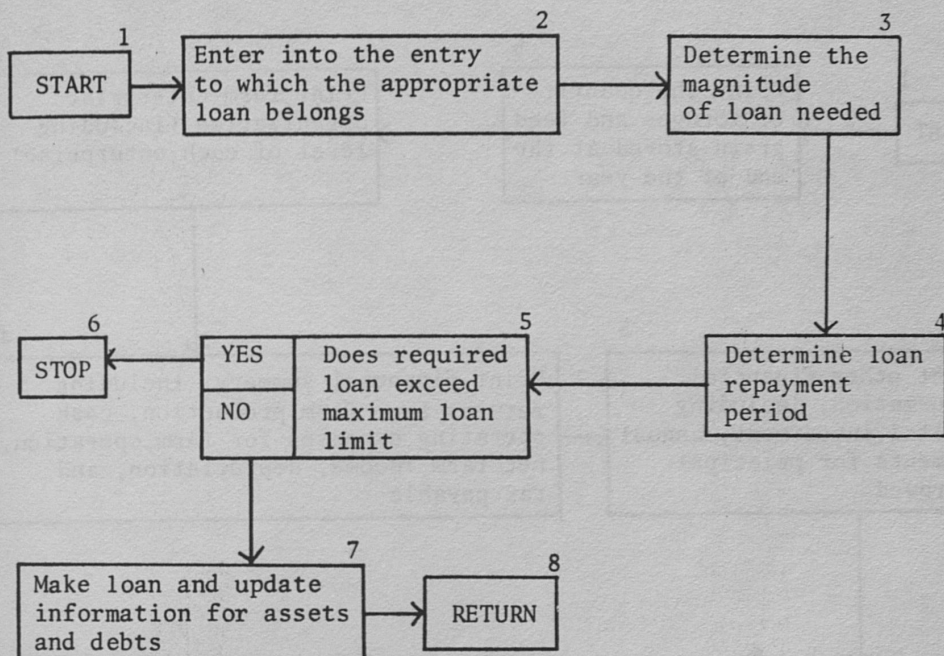 1
START
2
Enter into the entry
to which the appropriate
loan belongs
3
Determine the
magnitude
of loan needed
4
Determine loan
repayment
period
5
YES
NO
Does required
loan exceed
maximum loan
limit
6
STOP
7
Make loan and update
information for assets
and debts
8
RETURN